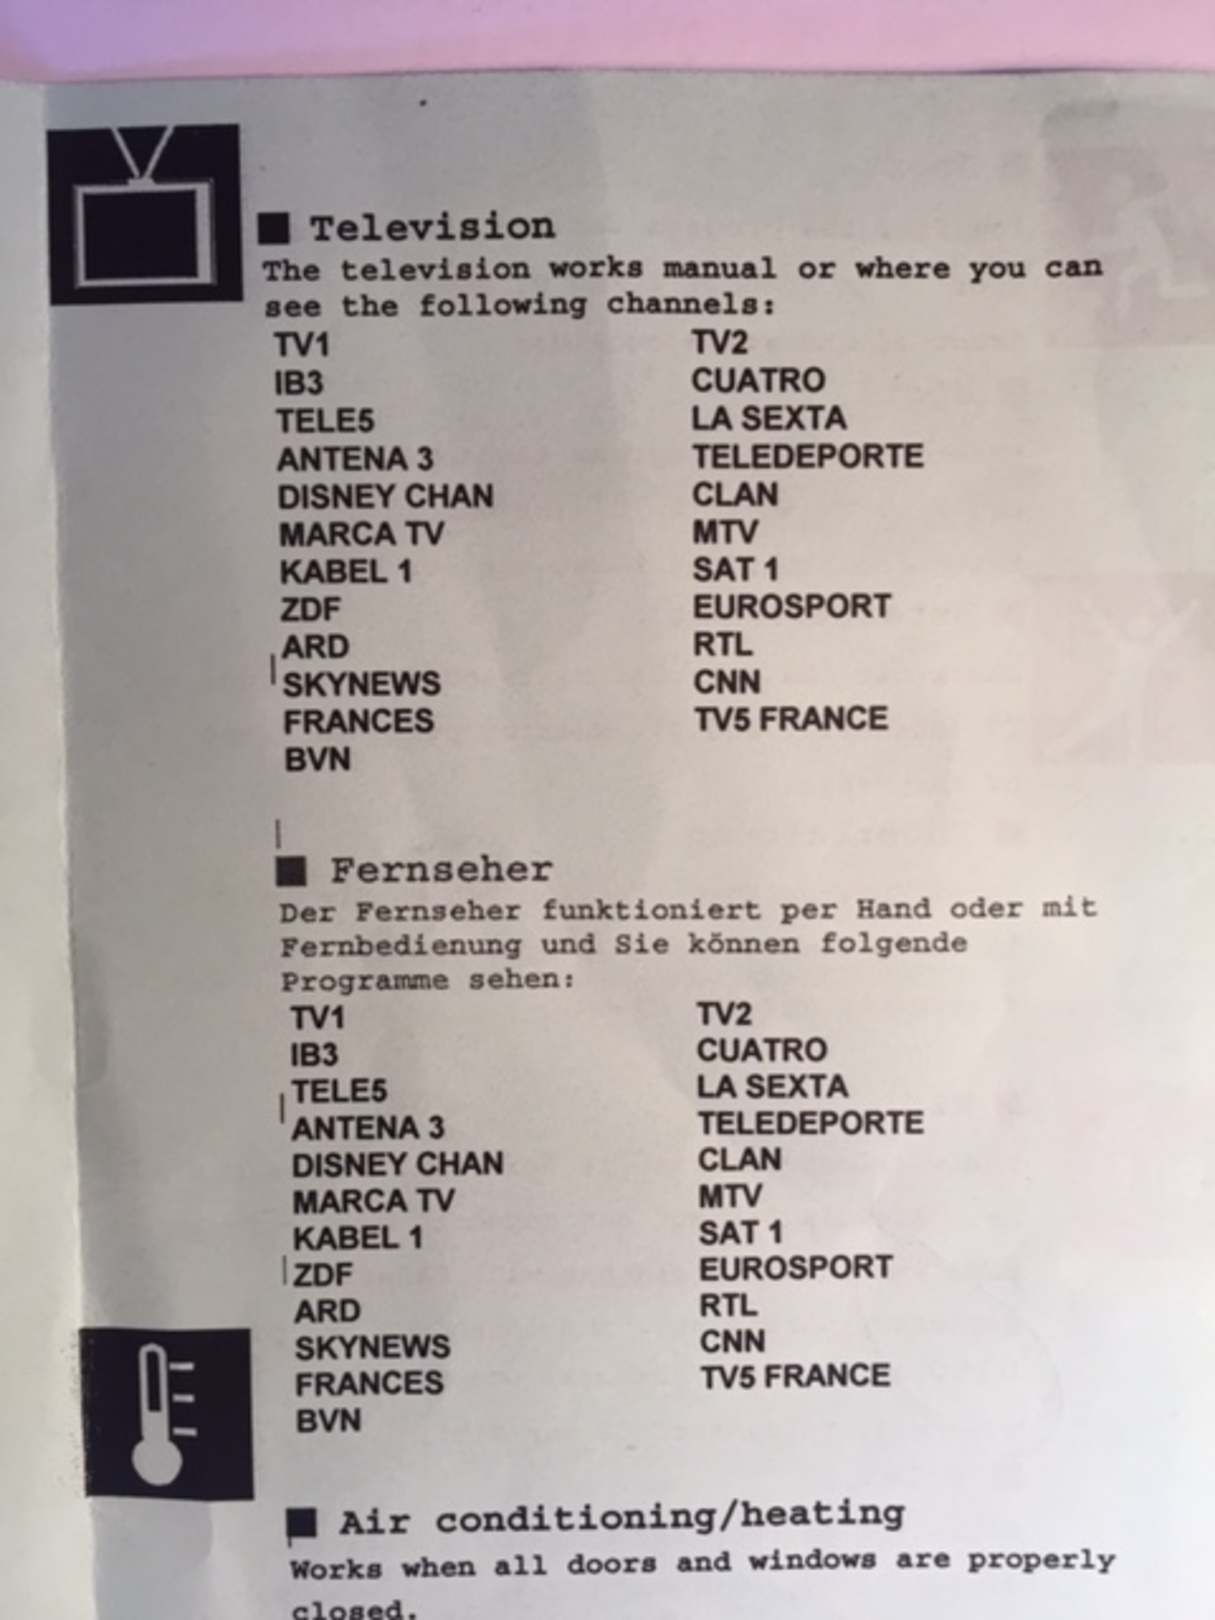 ■ Television
The television works manual or where you can
see the following channels:
TV1 TV2
IB3 CUATRO
TELE5 LA SEXTA
ANTENA 3 TELEDEPORTE
DISNEY CHAN CLAN
MARCA TV MTV
KABEL 1 SAT 1
ZDF EUROSPORT
ARD RTL
SKYNEWS CNN
FRANCES TV5 FRANCE
BVN
■ Fernseher
Der Fernseher funktioniert per Hand oder mit
Fernbedienung und Sie können folgende
Programme sehen:
TV1 TV2
IB3 CUATRO
TELE5 LA SEXTA
ANTENA 3 TELEDEPORTE
DISNEY CHAN CLAN
MARCA TV MTV
KABEL 1 SAT 1
ZDF EUROSPORT
ARD RTL
SKYNEWS CNN
FRANCES TV5 FRANCE
BVN
■ Air conditioning/heating
Works when all doors and windows are properly
closed.